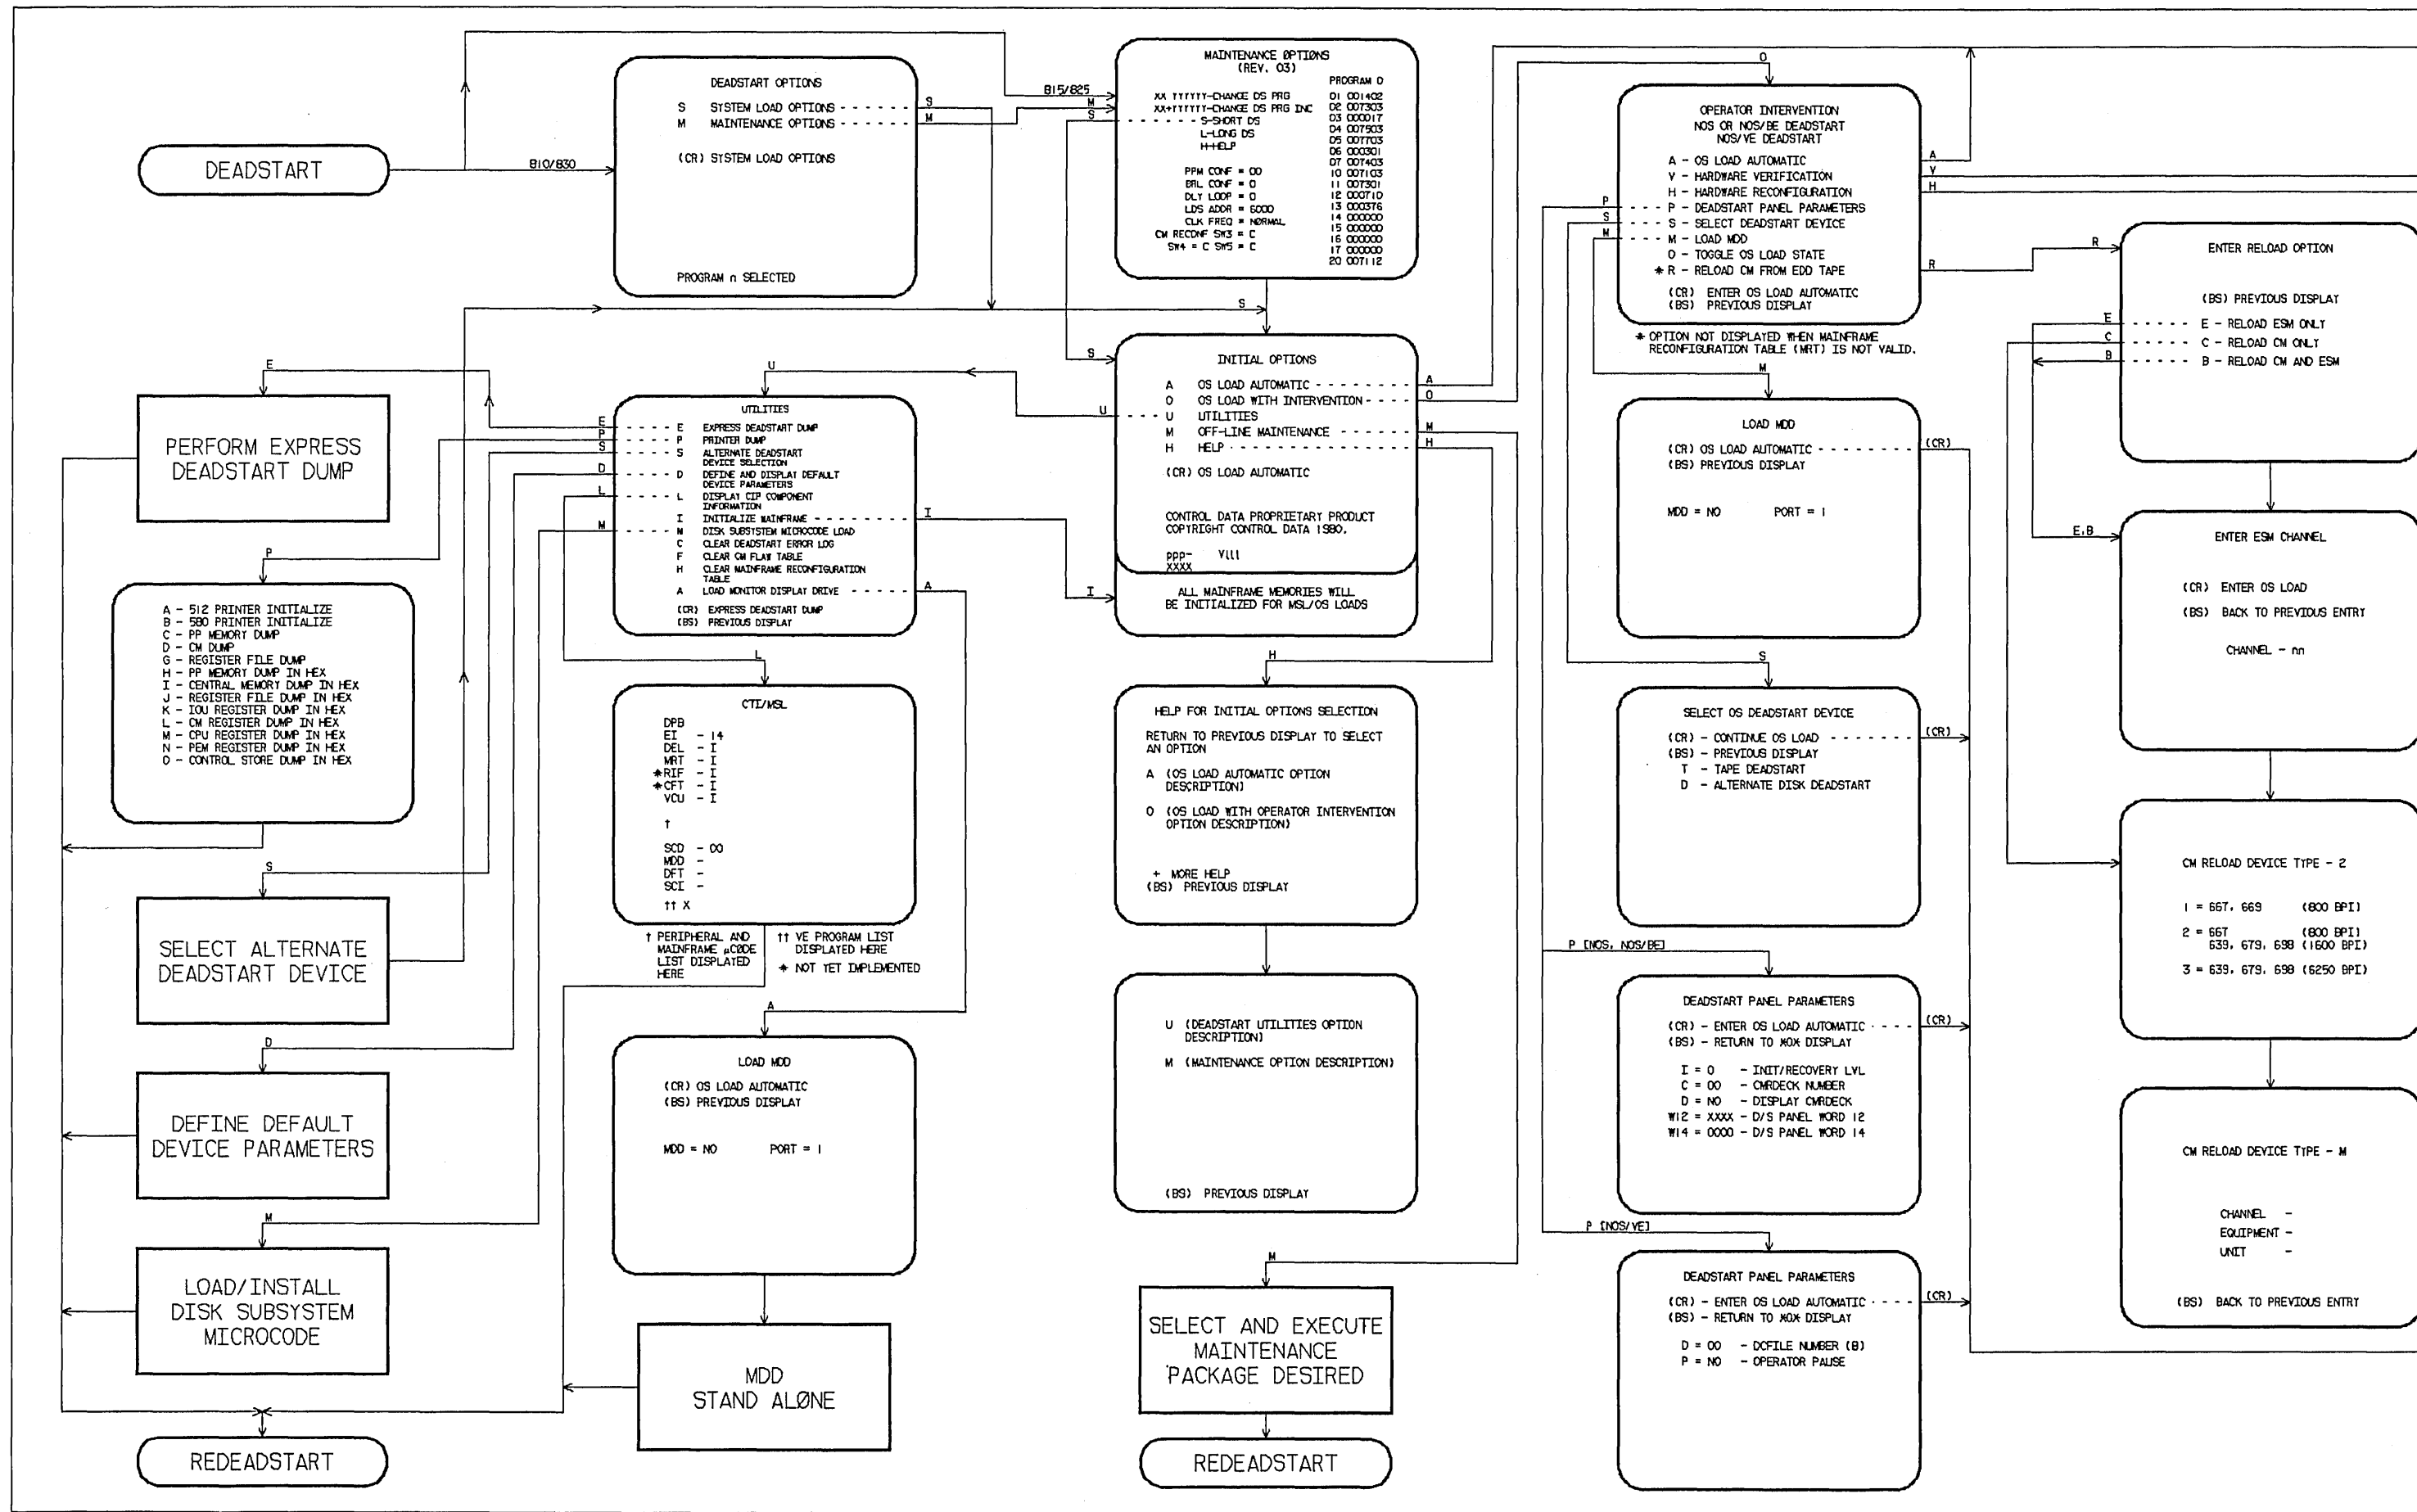 DEADSTART
B10/830
DEADSTART OPTIONS
S SYSTEM LOAD OPTIONS - - - - - - S
M MAINTENANCE OPTIONS - - - - - - M
(CR) SYSTEM LOAD OPTIONS
PROGRAM n SELECTED
B15/825
M
S
MAINTENANCE ØPTIØNS
(REV. 03)
PROGRAM 0
XX YYYYYY-CHANGE DS PRG
XX+YYYYYY-CHANGE DS PRG INC
- - - - - - - S-SHORT DS
L-LONG DS
H-HELP
PPM CONF = 00
BRL CONF = 0
DLY LOOP = 0
LDS ADDR = 6000
CLK FREQ = NØRMAL
CM RECONF SW3 = C
SW4 = C SW5 = C
01 001402
02 007303
03 000017
04 007503
05 007703
06 000301
07 007403
10 007103
11 007301
12 000710
13 000376
14 000000
15 000000
16 000000
17 000000
20 007112
S
S
INITIAL OPTIONS
A OS LOAD AUTOMATIC - - - - - - - - A
O OS LOAD WITH INTERVENTION - - - - O
U - - - - U UTILITIES
M OFF-LINE MAINTENANCE - - - - - - - M
H HELP - - - - - - - - - - - - - - H
(CR) OS LOAD AUTOMATIC
CONTROL DATA PROPRIETARY PRODUCT
COPYRIGHT CONTROL DATA 1980.
ppp- Vlll
XXXX
I
ALL MAINFRAME MEMORIES WILL
BE INITIALIZED FOR MSL/OS LOADS
U
UTILITIES
E - - - - - E EXPRESS DEADSTART DUMP
P - - - - - P PRINTER DUMP
S - - - - - S ALTERNATE DEADSTART
DEVICE SELECTION
D - - - - - D DEFINE AND DISPLAY DEFAULT
DEVICE PARAMETERS
L - - - - - L DISPLAY CIP COMPONENT
INFORMATION
I INITIALIZE MAINFRAME - - - - - - - I
M - - - - - M DISK SUBSYSTEM MICROCODE LOAD
C CLEAR DEADSTART ERROR LOG
F CLEAR CM FLAW TABLE
H CLEAR MAINFRAME RECONFIGURATION
TABLE
A LOAD MONITOR DISPLAY DRIVE - - - - - A
(CR) EXPRESS DEADSTART DUMP
(BS) PREVIOUS DISPLAY
E
PERFORM EXPRESS
DEADSTART DUMP
P
A - 512 PRINTER INITIALIZE
B - 580 PRINTER INITIALIZE
C - PP MEMORY DUMP
D - CM DUMP
G - REGISTER FILE DUMP
H - PP MEMORY DUMP IN HEX
I - CENTRAL MEMORY DUMP IN HEX
J - REGISTER FILE DUMP IN HEX
K - IOU REGISTER DUMP IN HEX
L - CM REGISTER DUMP IN HEX
M - CPU REGISTER DUMP IN HEX
N - PEM REGISTER DUMP IN HEX
O - CONTROL STORE DUMP IN HEX
S
SELECT ALTERNATE
DEADSTART DEVICE
D
DEFINE DEFAULT
DEVICE PARAMETERS
M
LOAD/INSTALL
DISK SUBSYSTEM
MICROCODE
REDEADSTART
L
CTI/MSL
DPB
EI - 14
DEL - I
MRT - I
*RIF - I
*CFT - I
VCU - I
†
SCD - 00
MDD -
DFT -
SCI -
†† X
† PERIPHERAL AND
MAINFRAME µCØDE
LIST DISPLAYED
HERE
†† VE PROGRAM LIST
DISPLAYED HERE
* NOT YET IMPLEMENTED
A
LOAD MDD
(CR) OS LOAD AUTOMATIC
(BS) PREVIOUS DISPLAY
MDD = NO PORT = 1
MDD
STAND ALØNE
H
HELP FOR INITIAL OPTIONS SELECTION
RETURN TO PREVIOUS DISPLAY TO SELECT
AN OPTION
A (OS LOAD AUTOMATIC OPTION
DESCRIPTION)
O (OS LOAD WITH OPERATOR INTERVENTION
OPTION DESCRIPTION)
+ MORE HELP
(BS) PREVIOUS DISPLAY
U (DEADSTART UTILITIES OPTION
DESCRIPTION)
M (MAINTENANCE OPTION DESCRIPTION)
(BS) PREVIOUS DISPLAY
M
SELECT AND EXECUTE
MAINTENANCE
PACKAGE DESIRED
REDEADSTART
O
OPERATOR INTERVENTION
NOS OR NOS/BE DEADSTART
NOS/VE DEADSTART
A - OS LOAD AUTOMATIC A
V - HARDWARE VERIFICATION V
H - HARDWARE RECONFIGURATION H
P - - - - P - DEADSTART PANEL PARAMETERS
S - - - - S - SELECT DEADSTART DEVICE
M - - - - M - LOAD MDD
O - TOGGLE OS LOAD STATE
* R - RELOAD CM FROM EDD TAPE R
(CR) ENTER OS LOAD AUTOMATIC
(BS) PREVIOUS DISPLAY
* OPTION NOT DISPLAYED WHEN MAINFRAME
RECONFIGURATION TABLE (MRT) IS NOT VALID.
M
LOAD MDD
(CR) OS LOAD AUTOMATIC - - - - - - - - (CR)
(BS) PREVIOUS DISPLAY
MDD = NO PORT = 1
S
SELECT OS DEADSTART DEVICE
(CR) - CONTINUE OS LOAD - - - - - - - (CR)
(BS) - PREVIOUS DISPLAY
T - TAPE DEADSTART
D - ALTERNATE DISK DEADSTART
P [NOS, NOS/BE]
DEADSTART PANEL PARAMETERS
(CR) - ENTER OS LOAD AUTOMATIC - - - - (CR)
(BS) - RETURN TO *O* DISPLAY
I = 0 - INIT/RECOVERY LVL
C = 00 - CMRDECK NUMBER
D = NO - DISPLAY CMRDECK
W12 = XXXX - D/S PANEL WORD 12
W14 = 0000 - D/S PANEL WORD 14
P [NOS/VE]
DEADSTART PANEL PARAMETERS
(CR) - ENTER OS LOAD AUTOMATIC - - - - (CR)
(BS) - RETURN TO *O* DISPLAY
D = 00 - DCFILE NUMBER (8)
P = NO - OPERATOR PAUSE
R
ENTER RELOAD OPTION
(BS) PREVIOUS DISPLAY
E - - - - - - E - RELOAD ESM ONLY
C - - - - - - C - RELOAD CM ONLY
B - - - - - - B - RELOAD CM AND ESM
E,B
ENTER ESM CHANNEL
(CR) ENTER OS LOAD
(BS) BACK TO PREVIOUS ENTRY
CHANNEL - nn
CM RELOAD DEVICE TYPE - 2
1 = 667, 669 (800 BPI)
2 = 667 (800 BPI)
639, 679, 698 (1600 BPI)
3 = 639, 679, 698 (6250 BPI)
CM RELOAD DEVICE TYPE - M
CHANNEL -
EQUIPMENT -
UNIT -
(BS) BACK TO PREVIOUS ENTRY